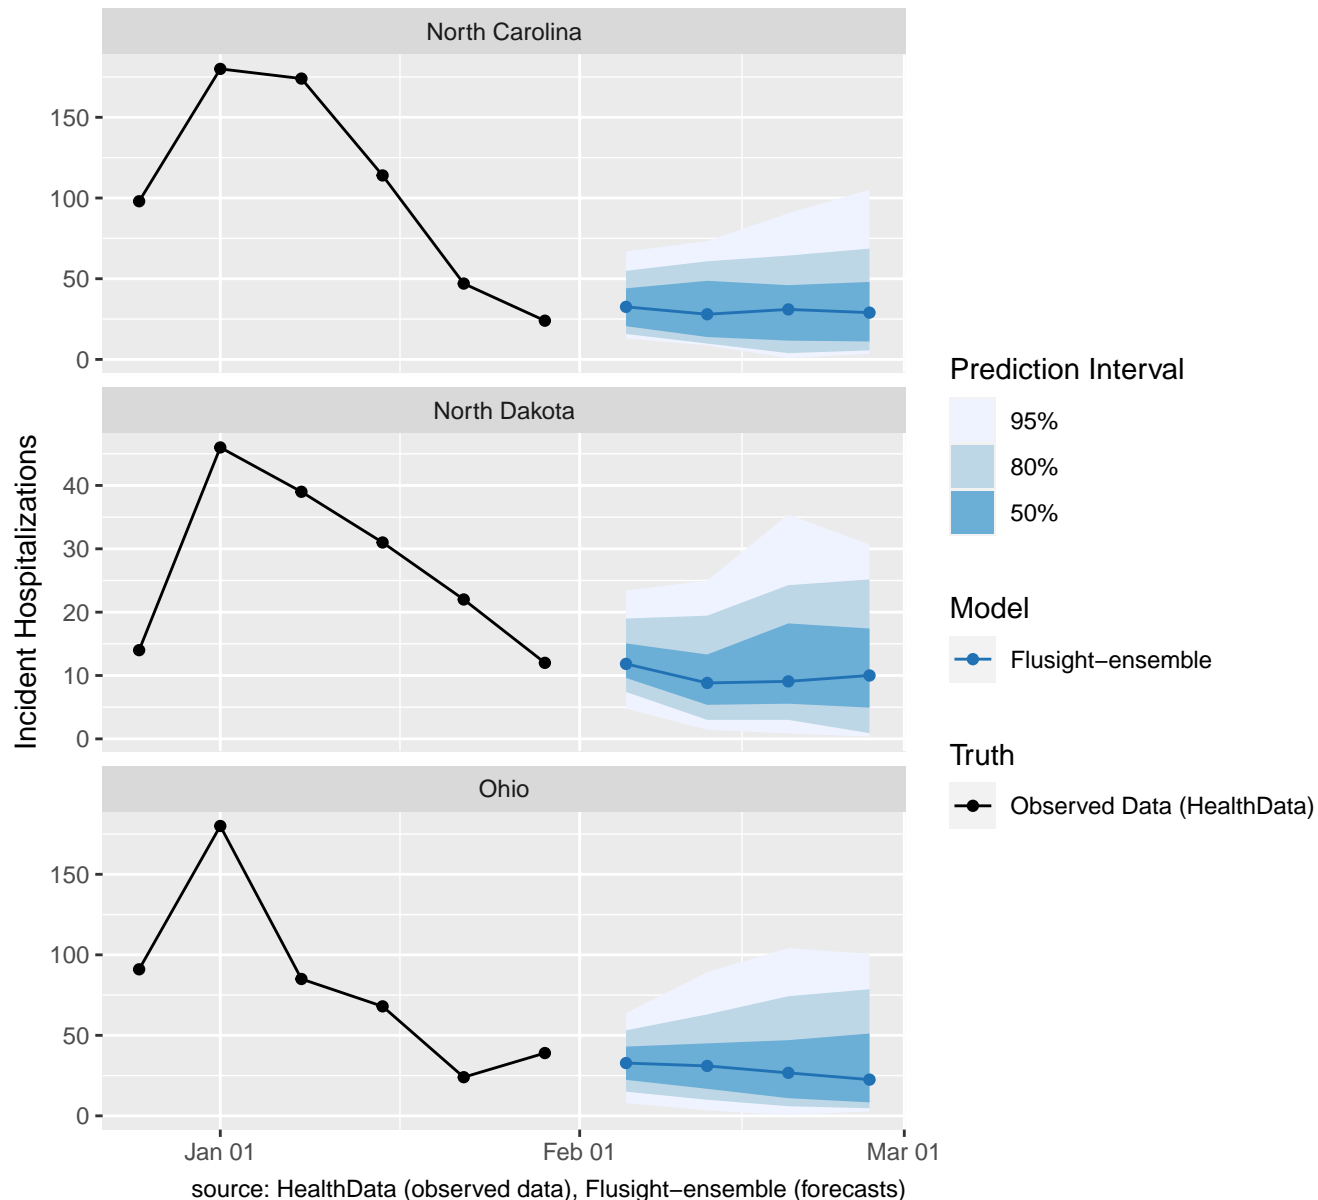 North Carolina
150
100
50
0
North Dakota
40
30
20
10
0
Ohio
150
100
50
0
Jan 01
Feb 01
Mar 01
Incident Hospitalizations
source: HealthData (observed data), Flusight−ensemble (forecasts)
Prediction Interval
95%
80%
50%
Model
Flusight−ensemble
Truth
Observed Data (HealthData)